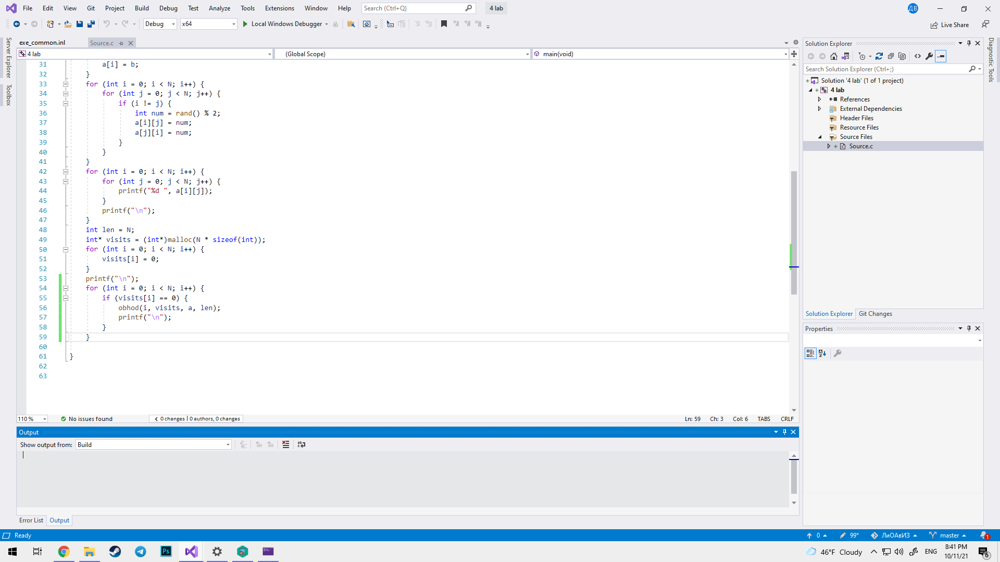 File Edit View Git Project Build Debug Test Analyze Tools Extensions Window Help Search (Ctrl+Q) 4 lab ДВ
Debug x64 Local Windows Debugger Live Share
Server Explorer
Toolbox
exe_common.inl Source.c
4 lab (Global Scope) main(void)
31 a[i] = b;
32 }
33 for (int i = 0; i < N; i++) {
34 for (int j = 0; j < N; j++) {
35 if (i != j) {
36 int num = rand() % 2;
37 a[i][j] = num;
38 a[j][i] = num;
39 }
40 }
41 }
42 for (int i = 0; i < N; i++) {
43 for (int j = 0; j < N; j++) {
44 printf("%d ", a[i][j]);
45 }
46 printf("\n");
47 }
48 int len = N;
49 int* visits = (int*)malloc(N * sizeof(int));
50 for (int i = 0; i < N; i++) {
51 visits[i] = 0;
52 }
53 printf("\n");
54 for (int i = 0; i < N; i++) {
55 if (visits[i] == 0) {
56 obhod(i, visits, a, len);
57 printf("\n");
58 }
59 }
60
61 }
62
63
110 % No issues found 0 changes | 0 authors, 0 changes Ln: 59 Ch: 3 Col: 6 TABS CRLF
Output
Show output from: Build
Error List Output
Solution Explorer
Search Solution Explorer (Ctrl+;)
Solution '4 lab' (1 of 1 project)
4 lab
References
External Dependencies
Header Files
Resource Files
Source Files
Source.c
Solution Explorer Git Changes
Properties
Diagnostic Tools
Ready 0 99* ЛиОАвИЗ master 1
Ps 46°F Cloudy ENG 8:41 PM
10/11/21 6